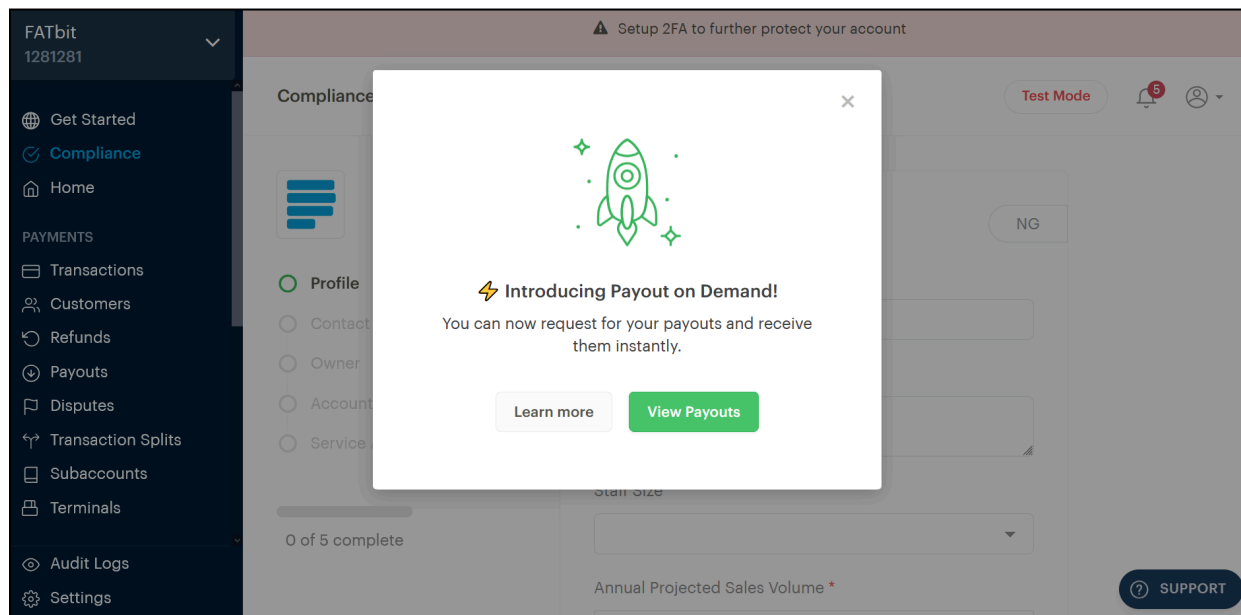 FATbit
1281281
Setup 2FA to further protect your account
Get Started
Compliance
Home
PAYMENTS
Transactions
Customers
Refunds
Payouts
Disputes
Transaction Splits
Subaccounts
Terminals
Audit Logs
Settings
Compliance
Test Mode
5
NG
Profile
Contact
Owner
Account
Service
0 of 5 complete
⚡ Introducing Payout on Demand!
You can now request for your payouts and receive
them instantly.
Learn more
View Payouts
Staff Size
Annual Projected Sales Volume *
SUPPORT